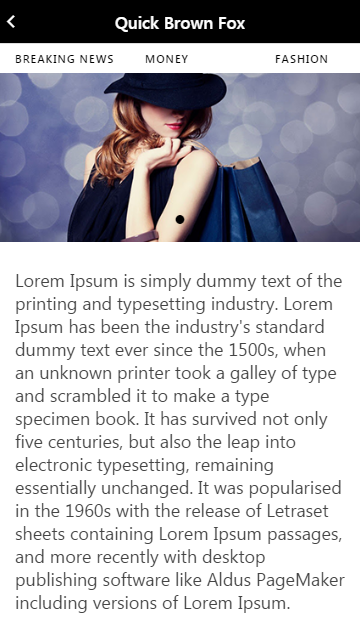 Quick Brown Fox
BREAKING NEWS MONEY FASHION
Lorem Ipsum is simply dummy text of the
printing and typesetting industry. Lorem
Ipsum has been the industry's standard
dummy text ever since the 1500s, when
an unknown printer took a galley of type
and scrambled it to make a type
specimen book. It has survived not only
five centuries, but also the leap into
electronic typesetting, remaining
essentially unchanged. It was popularised
in the 1960s with the release of Letraset
sheets containing Lorem Ipsum passages,
and more recently with desktop
publishing software like Aldus PageMaker
including versions of Lorem Ipsum.